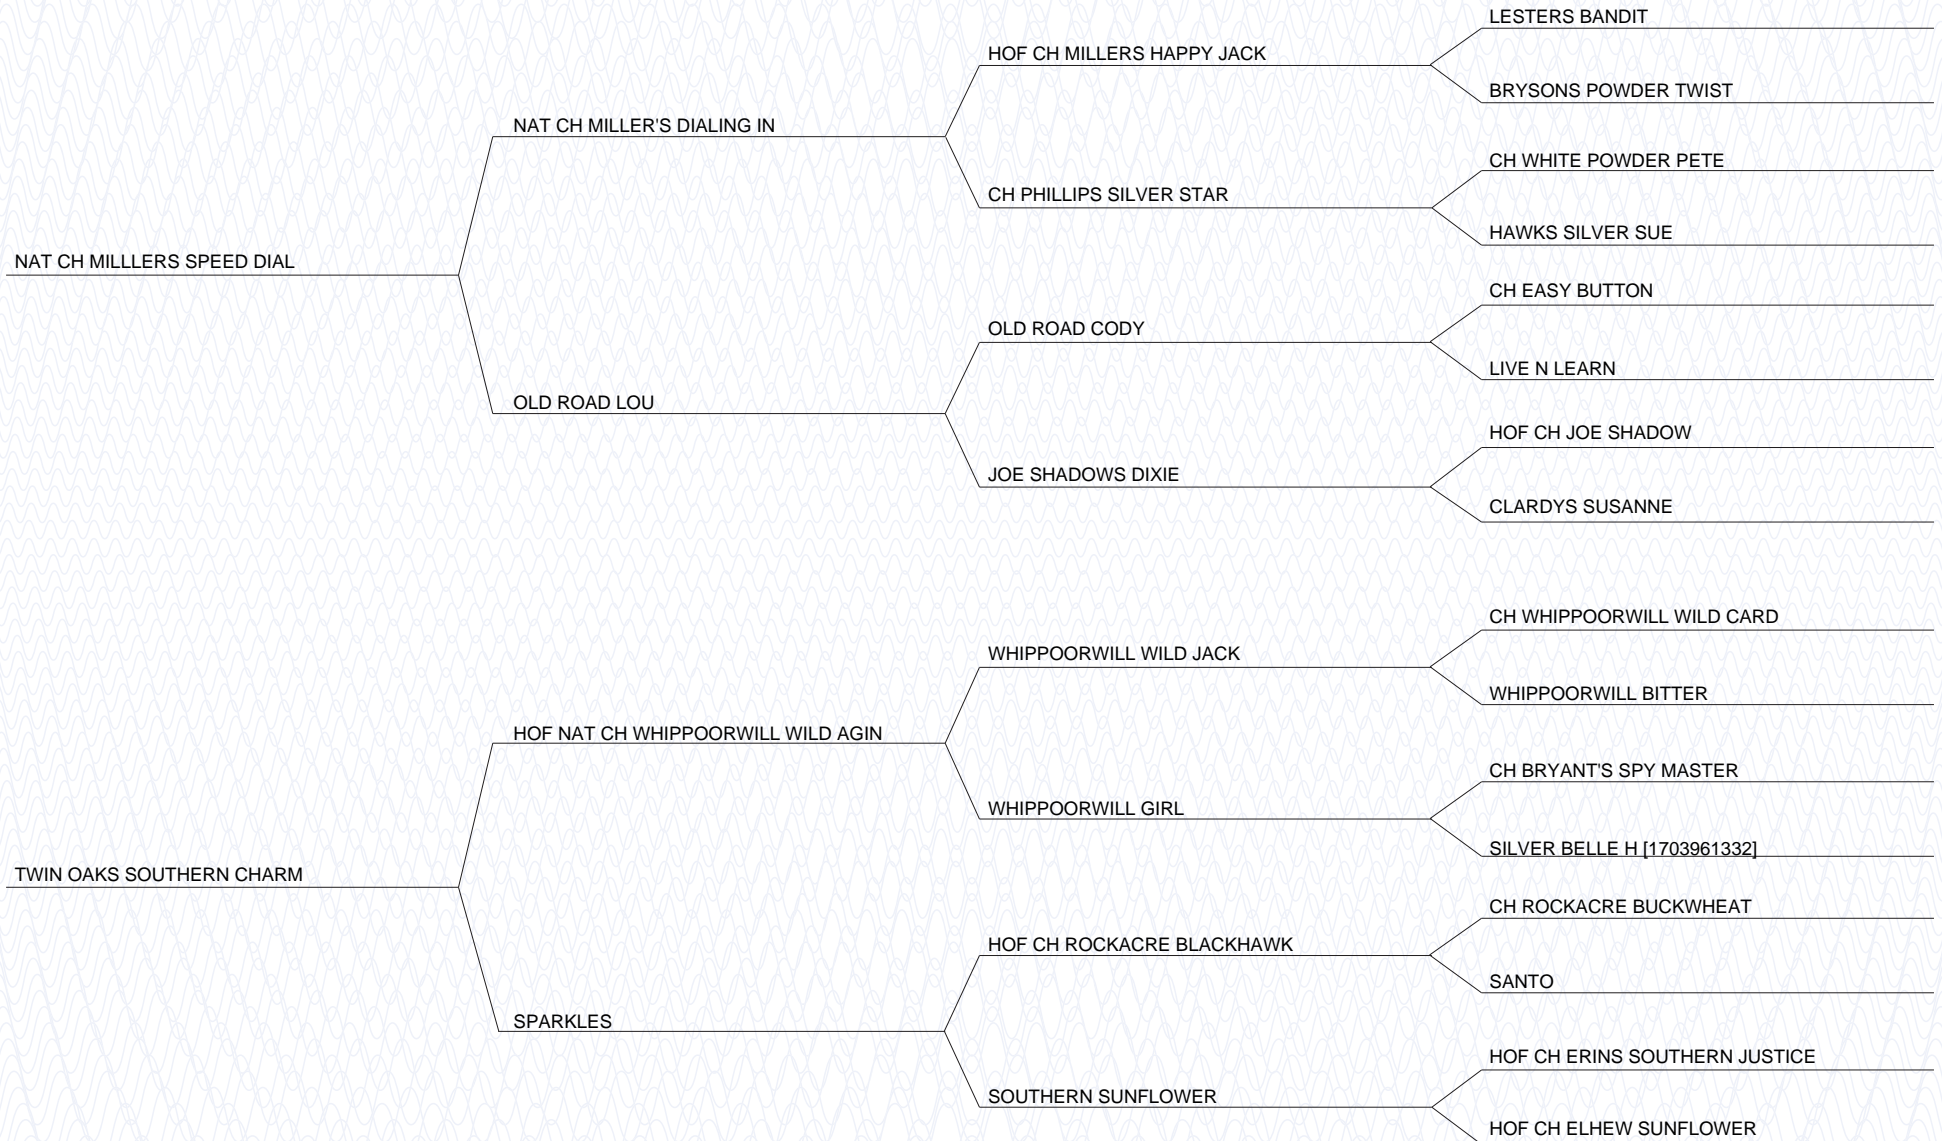 LESTERS BANDIT
HOF CH MILLERS HAPPY JACK
BRYSONS POWDER TWIST
NAT CH MILLER'S DIALING IN
CH WHITE POWDER PETE
CH PHILLIPS SILVER STAR
HAWKS SILVER SUE
NAT CH MILLLERS SPEED DIAL
CH EASY BUTTON
OLD ROAD CODY
LIVE N LEARN
OLD ROAD LOU
HOF CH JOE SHADOW
JOE SHADOWS DIXIE
CLARDYS SUSANNE
CH WHIPPOORWILL WILD CARD
WHIPPOORWILL WILD JACK
WHIPPOORWILL BITTER
HOF NAT CH WHIPPOORWILL WILD AGIN
CH BRYANT'S SPY MASTER
WHIPPOORWILL GIRL
SILVER BELLE H [1703961332]
TWIN OAKS SOUTHERN CHARM
CH ROCKACRE BUCKWHEAT
HOF CH ROCKACRE BLACKHAWK
SANTO
SPARKLES
HOF CH ERINS SOUTHERN JUSTICE
SOUTHERN SUNFLOWER
HOF CH ELHEW SUNFLOWER